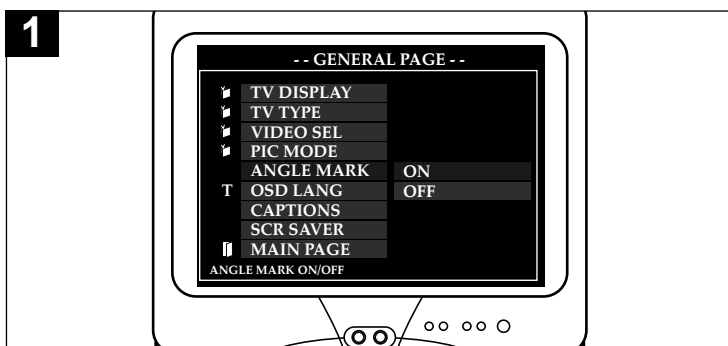 1
- - GENERAL PAGE - -
TV DISPLAY
TV TYPE
VIDEO SEL
PIC MODE
ANGLE MARK ON
T OSD LANG OFF
CAPTIONS
SCR SAVER
MAIN PAGE
ANGLE MARK ON/OFF